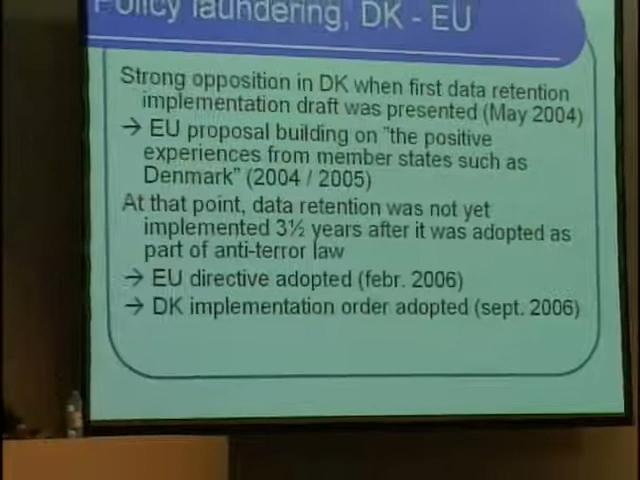 Policy laundering, DK - EU
Strong opposition in DK when first data retention
implementation draft was presented (May 2004)
→ EU proposal building on "the positive
experiences from member states such as
Denmark" (2004 / 2005)
At that point, data retention was not yet
implemented 3½ years after it was adopted as
part of anti-terror law
→ EU directive adopted (febr. 2006)
→ DK implementation order adopted (sept. 2006)